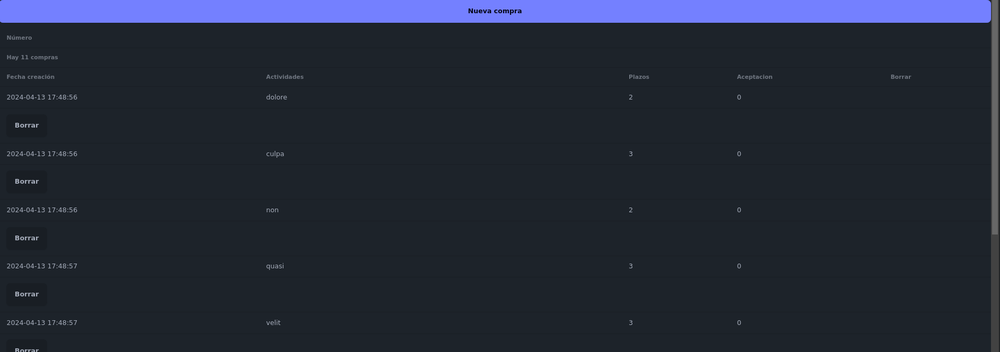 Nueva compra
Número
Hay 11 compras
Fecha creación Actividades Plazos Aceptacion Borrar
2024-04-13 17:48:56 dolore 2 0
Borrar
2024-04-13 17:48:56 culpa 3 0
Borrar
2024-04-13 17:48:56 non 2 0
Borrar
2024-04-13 17:48:57 quasi 3 0
Borrar
2024-04-13 17:48:57 velit 3 0
Borrar